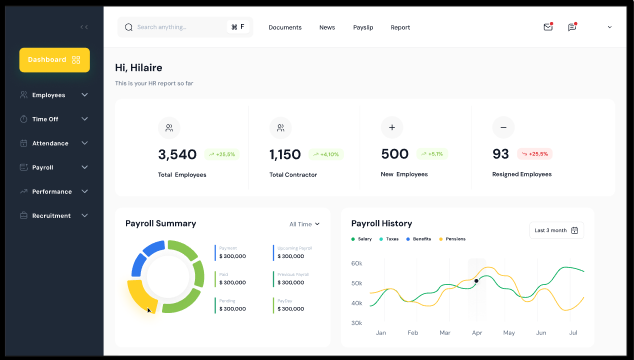 <<
Search anything...
⌘ F
Documents
News
Payslip
Report
Dashboard
Employees
Time Off
Attendance
Payroll
Performance
Recruitment
Hi, Hilaire
This is your HR report so far
3,540
+25,5%
Total Employees
1,150
+4,10%
Total Contractor
500
+5,1%
New Employees
93
+25,5%
Resigned Employees
Payroll Summary
All Time
Payment
$ 300,000
Upcoming Payroll
$ 300,000
Paid
$ 300,000
Previous Payroll
$ 300,000
Pending
$ 300,000
PayDay
$ 300,000
Payroll History
Last 3 month
Salary
Taxes
Benefits
Pensions
60k
50k
40k
30k
Jan
Feb
Mar
Apr
May
Jun
Jul